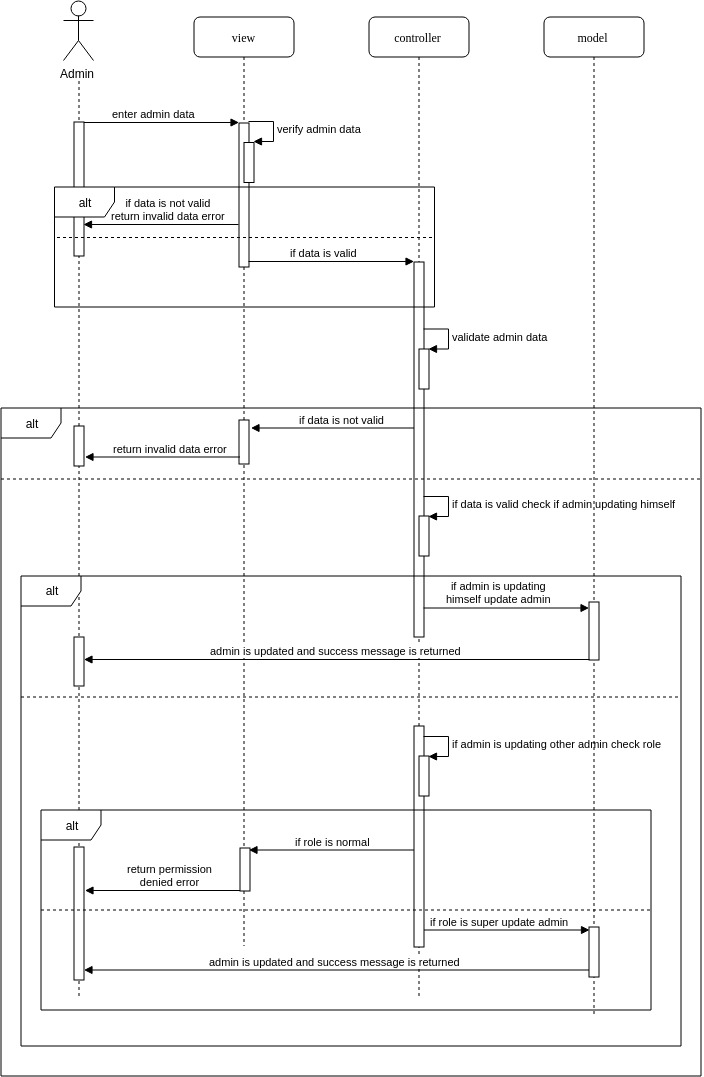 Admin
view
controller
model
enter admin data
verify admin data
alt
if data is not valid
return invalid data error
if data is valid
validate admin data
alt
if data is not valid
return invalid data error
if data is valid check if admin updating himself
alt
if admin is updating
himself update admin
admin is updated and success message is returned
if admin is updating other admin check role
alt
if role is normal
return permission
denied error
if role is super update admin
admin is updated and success message is returned